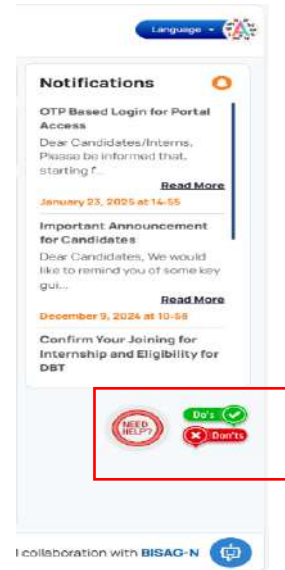 Language
Notifications
OTP Based Login for Portal
Access
Dear Candidates/Interns,
Please be informed that,
starting f...
Read More
January 23, 2025 at 14:55
Important Announcement
for Candidates
Dear Candidates, We would
like to remind you of some key
gui...
Read More
December 9, 2024 at 10:58
Confirm Your Joining for
Internship and Eligibility for
DBT
NEED
HELP?
Do's
Don'ts
collaboration with BISAG-N